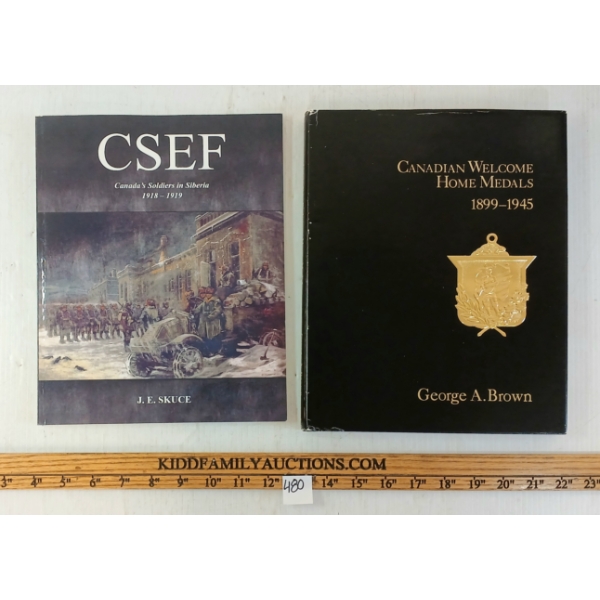 CSEF
Canada's Soldiers in Siberia
1918 – 1919
J. E. SKUCE
CANADIAN WELCOME
HOME MEDALS
1899–1945
George A. Brown
KIDDFAMILYAUCTIONS.COM
3" 4" 5" 6" 7" 8" 9" 10" 11" 12" 14" 15" 16" 17" 18" 19" 20" 21" 22" 23"
480